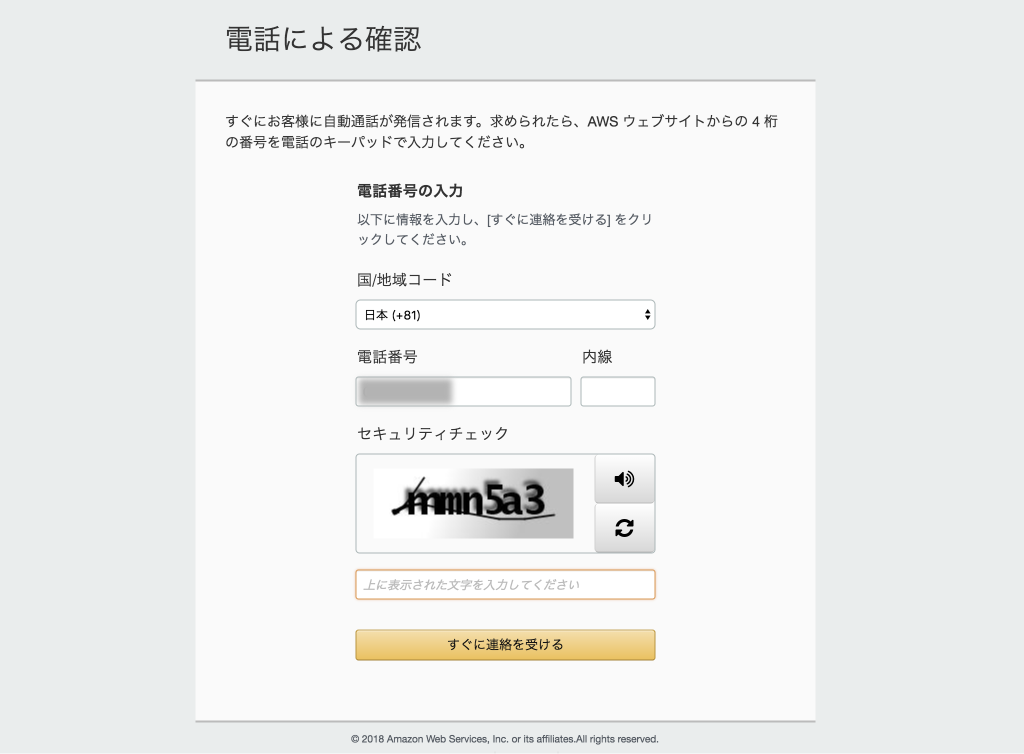 電話による確認
すぐにお客様に自動通話が発信されます。求められたら、AWS ウェブサイトからの 4 桁
の番号を電話のキーパッドで入力してください。
電話番号の入力
以下に情報を入力し、[すぐに連絡を受ける] をクリ
ックしてください。
国/地域コード
日本 (+81)
電話番号 内線
セキュリティチェック
上に表示された文字を入力してください
すぐに連絡を受ける
© 2018 Amazon Web Services, Inc. or its affiliates.All rights reserved.